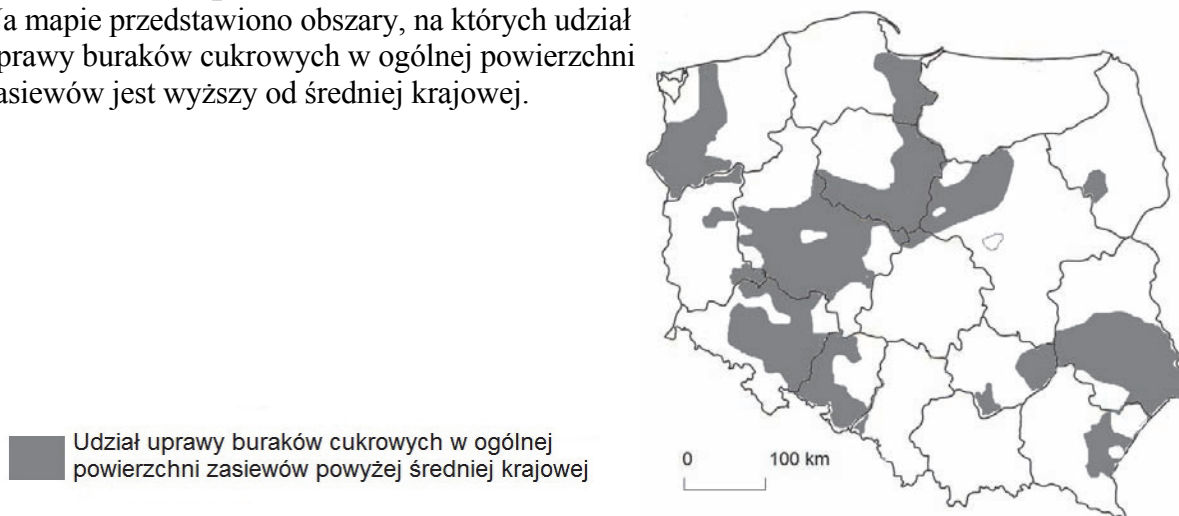 a mapie przedstawiono obszary, na których udział
prawy buraków cukrowych w ogólnej powierzchni
asiewów jest wyższy od średniej krajowej.
Udział uprawy buraków cukrowych w ogólnej
powierzchni zasiewów powyżej średniej krajowej
0 100 km